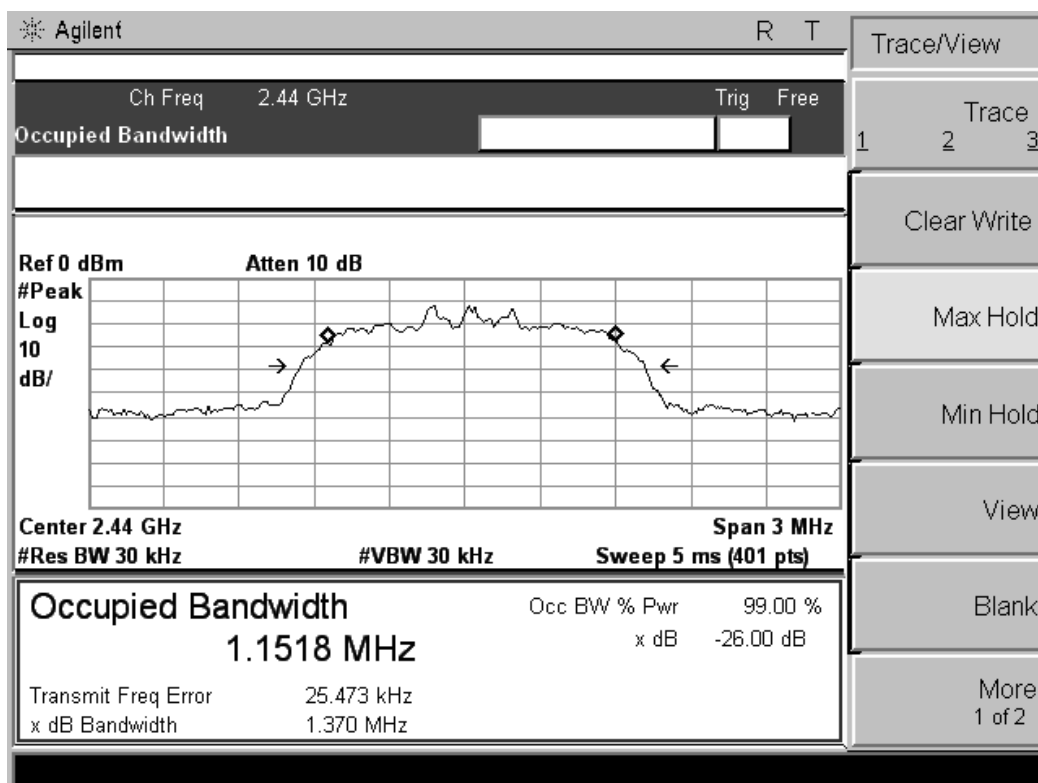 Agilent R T
Ch Freq 2.44 GHz Trig Free
Occupied Bandwidth
Ref 0 dBm Atten 10 dB
#Peak
Log
10
dB/
Center 2.44 GHz Span 3 MHz
#Res BW 30 kHz #VBW 30 kHz Sweep 5 ms (401 pts)
Occupied Bandwidth
1.1518 MHz
Occ BW % Pwr 99.00 %
x dB -26.00 dB
Transmit Freq Error 25.473 kHz
x dB Bandwidth 1.370 MHz
Trace/View
Trace
1 2 3
Clear Write
Max Hold
Min Hold
View
Blank
More
1 of 2